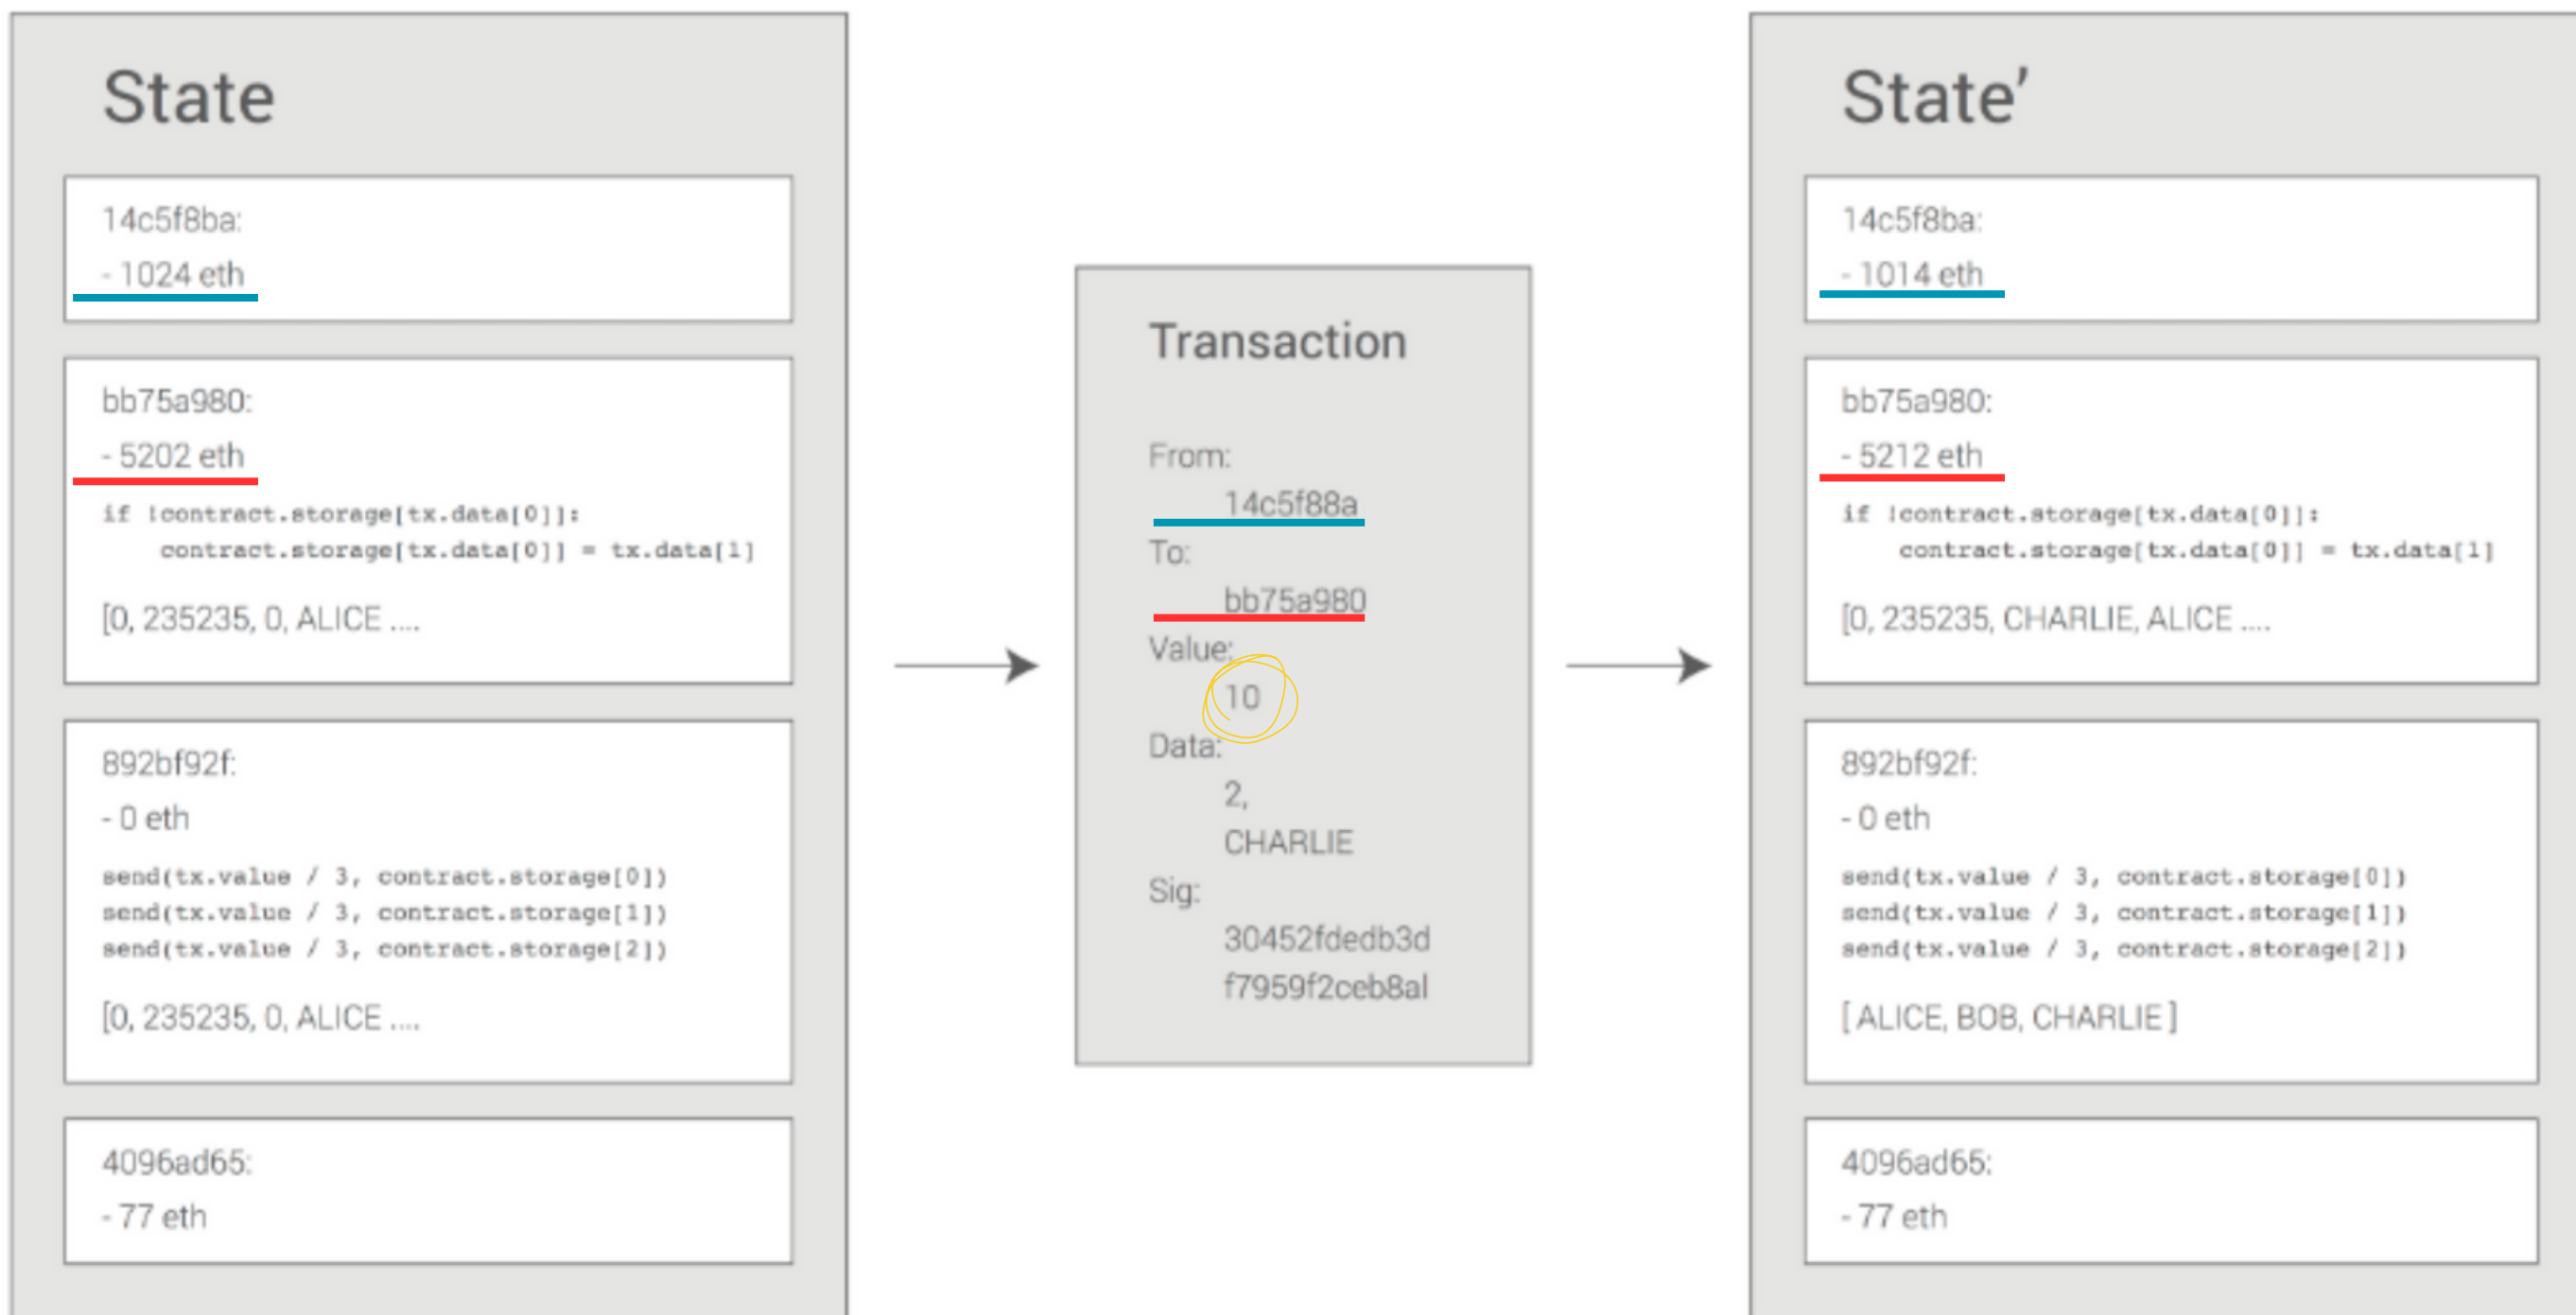 State
14c5f8ba:
- 1024 eth
bb75a980:
- 5202 eth
if !contract.storage[tx.data[0]]:
contract.storage[tx.data[0]] = tx.data[1]
[0, 235235, 0, ALICE ....
892bf92f:
- 0 eth
send(tx.value / 3, contract.storage[0])
send(tx.value / 3, contract.storage[1])
send(tx.value / 3, contract.storage[2])
[0, 235235, 0, ALICE ....
4096ad65:
- 77 eth
Transaction
From:
14c5f88a
To:
bb75a980
Value:
10
Data:
2,
CHARLIE
Sig:
30452fdedb3d
f7959f2ceb8al
State’
14c5f8ba:
- 1014 eth
bb75a980:
- 5212 eth
if !contract.storage[tx.data[0]]:
contract.storage[tx.data[0]] = tx.data[1]
[0, 235235, CHARLIE, ALICE ....
892bf92f:
- 0 eth
send(tx.value / 3, contract.storage[0])
send(tx.value / 3, contract.storage[1])
send(tx.value / 3, contract.storage[2])
[ ALICE, BOB, CHARLIE ]
4096ad65:
- 77 eth